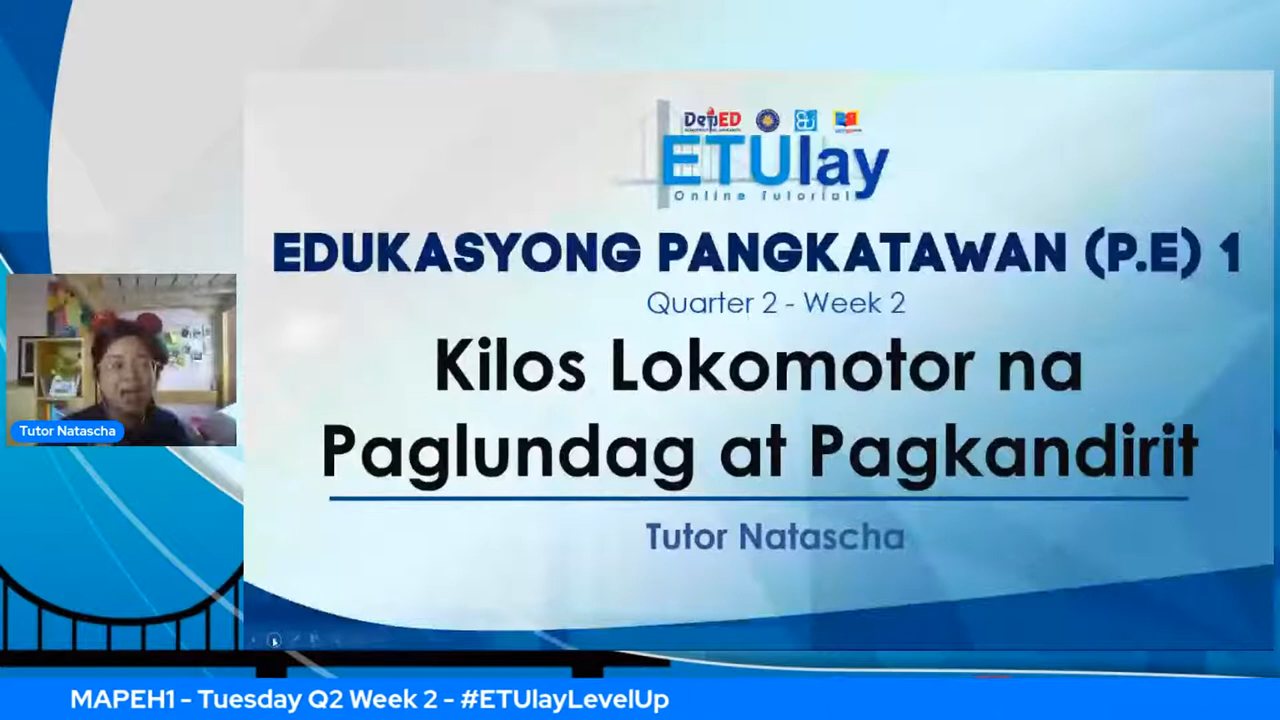 DepED
ETUlay
Online Tutorial
EDUKASYONG PANGKATAWAN (P.E) 1
Quarter 2 - Week 2
Kilos Lokomotor na
Paglundag at Pagkandirit
Tutor Natascha
Tutor Natascha
MAPEH1 - Tuesday Q2 Week 2 - #ETUlayLevelUp